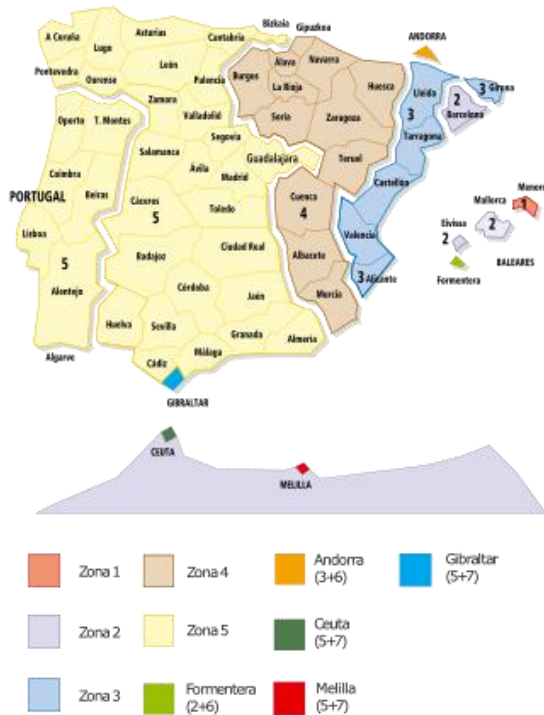 Bizkaia
Gipuzkoa
A Coruña
Lugo
Asturias
Cantabria
Álava
Navarra
ANDORRA
Pontevedra
Ourense
León
Palencia
Burgos
La Rioja
Huesca
Lleida
3
Girona
Zamora
Valladolid
Soria
Zaragoza
3
2
Barcelona
Oporto
T. Montes
Segovia
Tarragona
Salamanca
Ávila
Guadalajara
Teruel
Coimbra
Madrid
Castellon
PORTUGAL
Beiras
Cáceres
Toledo
Cuenca
Menor
Mallorca
1
5
4
Eivissa
2
Lisboa
Valencia
2
BALEARES
5
Badajoz
Ciudad Real
Albacete
Formentera
Alentejo
Córdoba
Jaén
3
Alicante
Murcia
Huelva
Sevilla
Granada
Almeria
Algarve
Cádiz
Málaga
GIBRALTAR
CEUTA
MELILLA
Zona 1
Zona 4
Andorra
(3+6)
Gibraltar
(5+7)
Zona 2
Zona 5
Ceuta
(5+7)
Zona 3
Formentera
(2+6)
Melilla
(5+7)